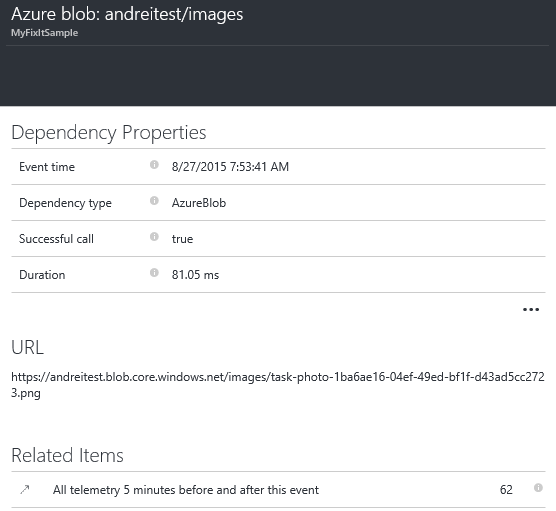 Azure blob: andreitest/images
MyFixItSample
Dependency Properties
Event time 8/27/2015 7:53:41 AM
Dependency type AzureBlob
Successful call true
Duration 81.05 ms
URL
https://andreitest.blob.core.windows.net/images/task-photo-1ba6ae16-04ef-49ed-bf1f-d43ad5cc272
3.png
Related Items
All telemetry 5 minutes before and after this event 62